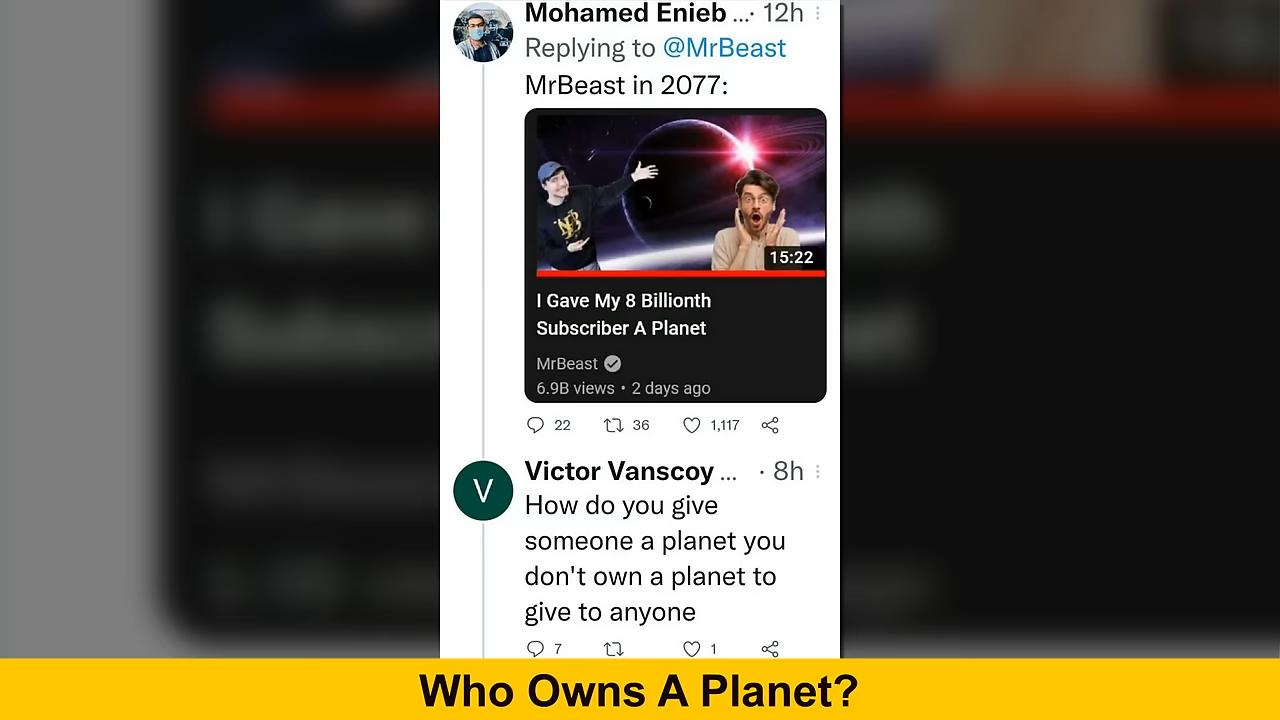 Mohamed Enieb ...· 12h
Replying to @MrBeast
MrBeast in 2077:
15:22
I Gave My 8 Billionth
Subscriber A Planet
MrBeast
6.9B views • 2 days ago
22 36 1,117
V
Victor Vanscoy ... · 8h
How do you give
someone a planet you
don't own a planet to
give to anyone
7 1
Who Owns A Planet?